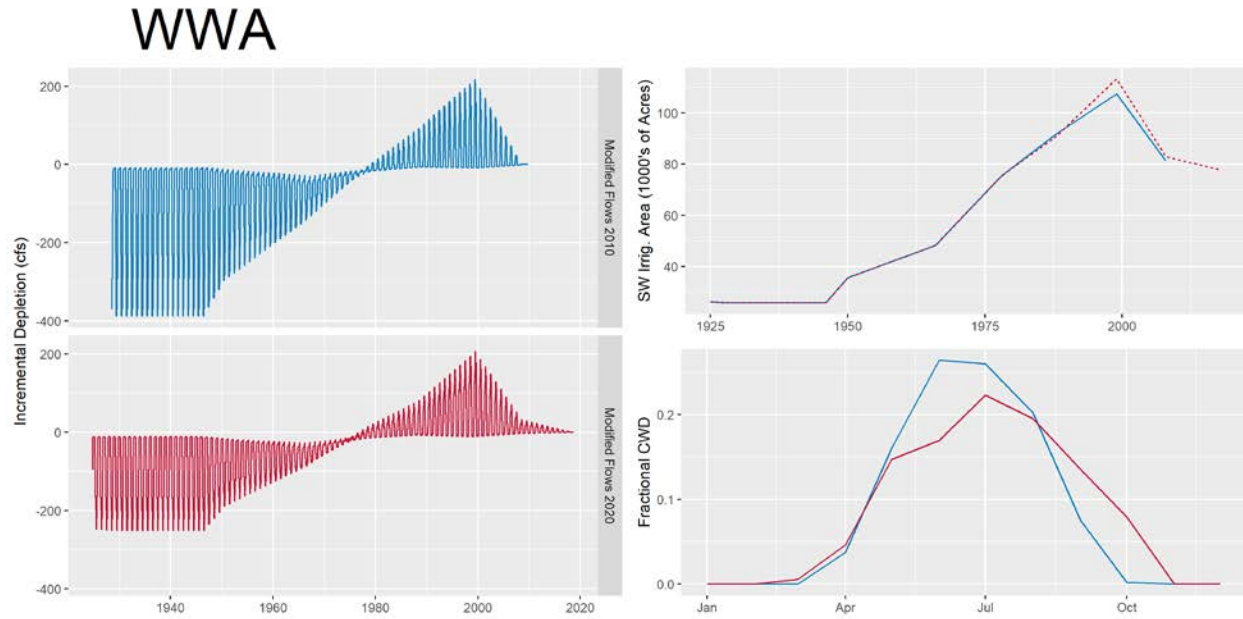 WWA
Incremental Depletion (cfs)
200
0
-200
-400
Modified Flows 2010
200
0
-200
-400
Modified Flows 2020
1940 1960 1980 2000 2020
SW Irrig. Area (1000's of Acres)
100
80
60
40
1925 1950 1975 2000
Fractional CWD
0.2
0.1
0.0
Jan Apr Jul Oct